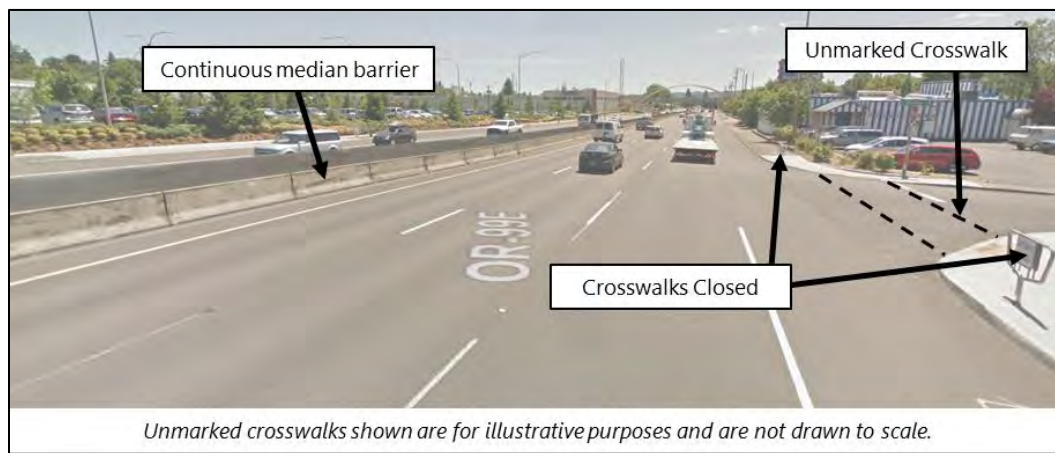 Continuous median barrier
Unmarked Crosswalk
OR-99E
Crosswalks Closed
Unmarked crosswalks shown are for illustrative purposes and are not drawn to scale.